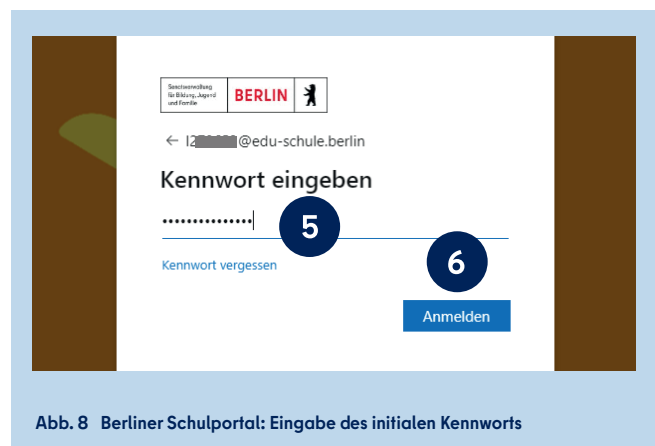 Senatsverwaltung
für Bildung, Jugend
und Familie
BERLIN
← @edu-schule.berlin
Kennwort eingeben
•••••••••••••••
5
Kennwort vergessen
6
Anmelden
Abb. 8 Berliner Schulportal: Eingabe des initialen Kennworts